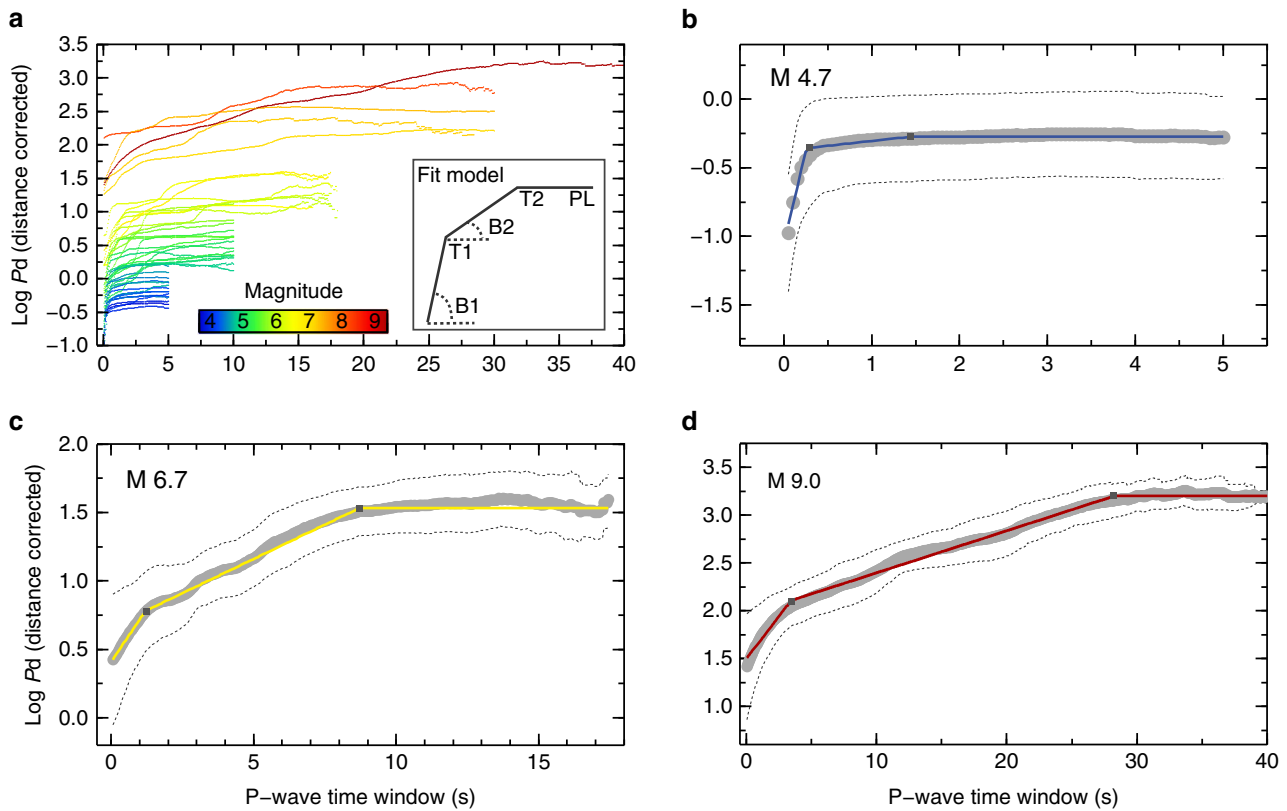 a
Log Pd (distance corrected)
3.5
3.0
2.5
2.0
1.5
1.0
0.5
0.0
−0.5
−1.0
0 5 10 15 20 25 30 35 40
Magnitude
4 5 6 7 8 9
Fit model
T2 PL
B2
T1
B1
b
M 4.7
0.0
−0.5
−1.0
−1.5
0 1 2 3 4 5
c
Log Pd (distance corrected)
M 6.7
2.0
1.5
1.0
0.5
0.0
0 5 10 15
P−wave time window (s)
d
M 9.0
3.5
3.0
2.5
2.0
1.5
1.0
0 10 20 30 40
P−wave time window (s)